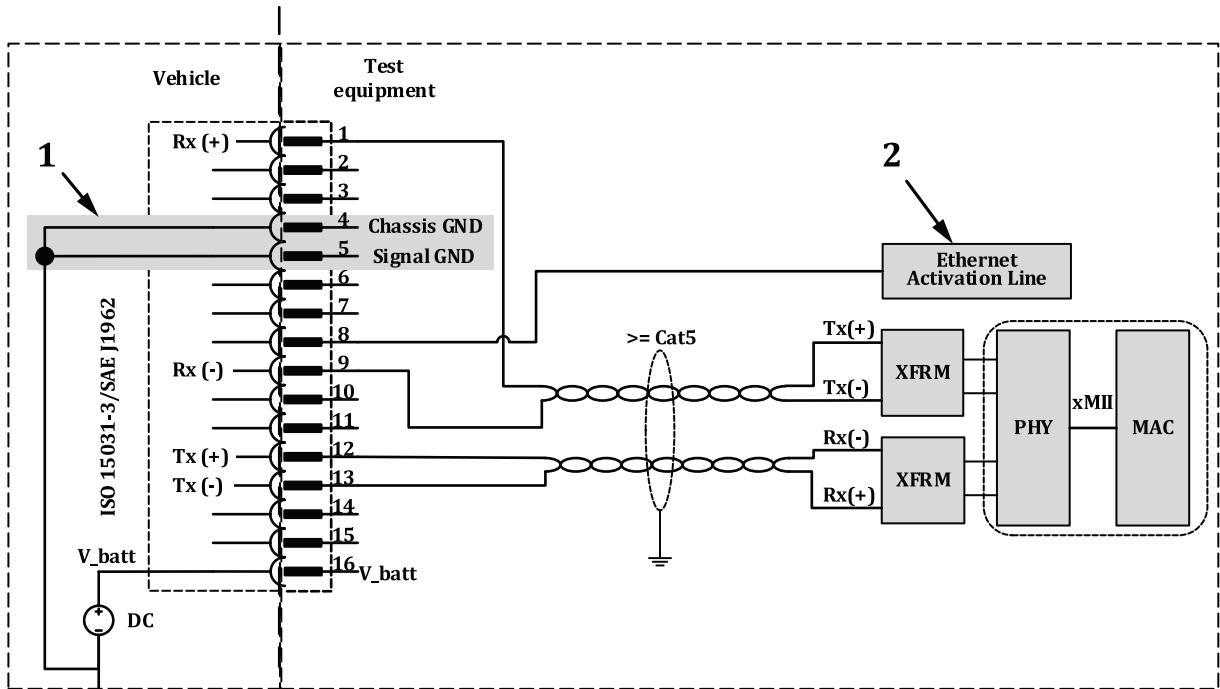 Vehicle
Test
equipment
1
2
Rx (+)
1
2
3
4 Chassis GND
5 Signal GND
6
7
8
Rx (-)
9
10
11
Tx (+)
12
Tx (-)
13
14
15
16 V_batt
ISO 15031-3/SAE J1962
V_batt
DC
Ethernet
Activation Line
>= Cat5
Tx(+)
Tx(-)
XFRM
Rx(-)
Rx(+)
XFRM
PHY
xMII
MAC